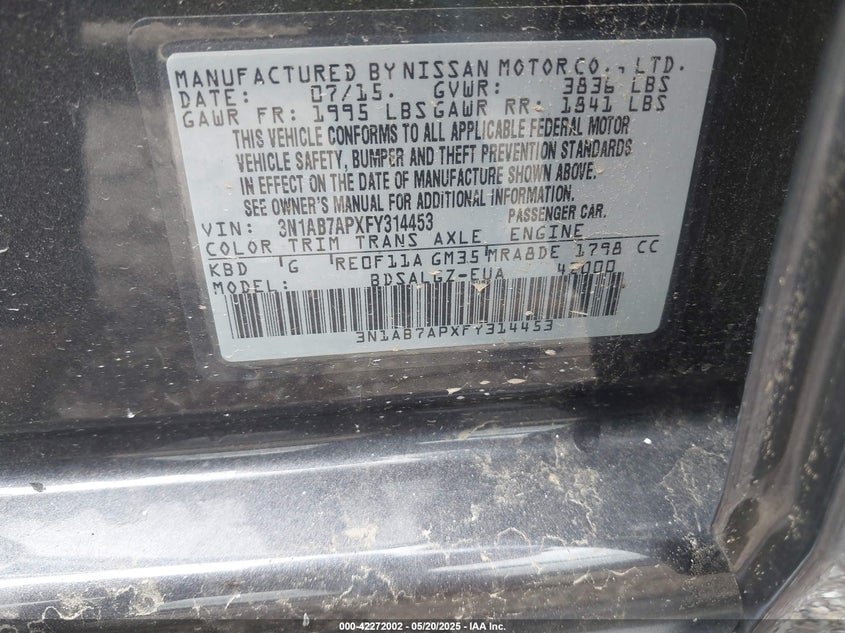 MANUFACTURED BY NISSAN MOTOR CO., LTD.
DATE: 07/15. GVWR: 3836 LBS
GAWR FR: 1995 LBS GAWR RR: 1841 LBS
THIS VEHICLE CONFORMS TO ALL APPLICABLE FEDERAL MOTOR
VEHICLE SAFETY, BUMPER AND THEFT PREVENTION STANDARDS
IN EFFECT ON THE DATE OF MANUFACTURE SHOWN ABOVE.
SEE OWNER'S MANUAL FOR ADDITIONAL INFORMATION.
VIN: 3N1AB7APXFY314453 PASSENGER CAR.
COLOR TRIM TRANS AXLE ENGINE
KBD G RE0F11A GM35 MRA8DE 1798 CC
MODEL: BDSALGZ-EUA
3N1AB7APXFY314453
000-42272002 - 05/20/2025 - IAA Inc.